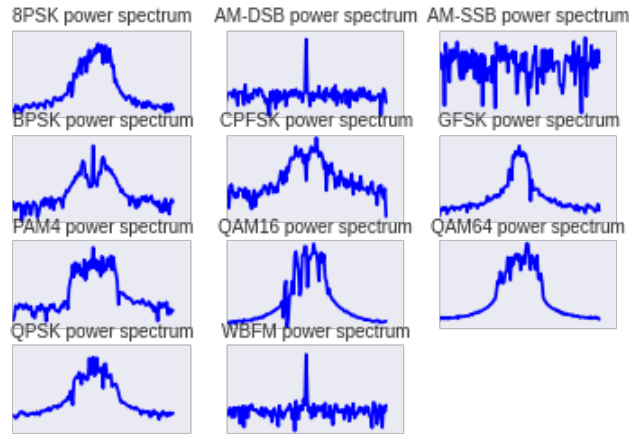 8PSK power spectrum AM-DSB power spectrum AM-SSB power spectrum
BPSK power spectrum CPFSK power spectrum GFSK power spectrum
PAM4 power spectrum QAM16 power spectrum QAM64 power spectrum
QPSK power spectrum WBFM power spectrum